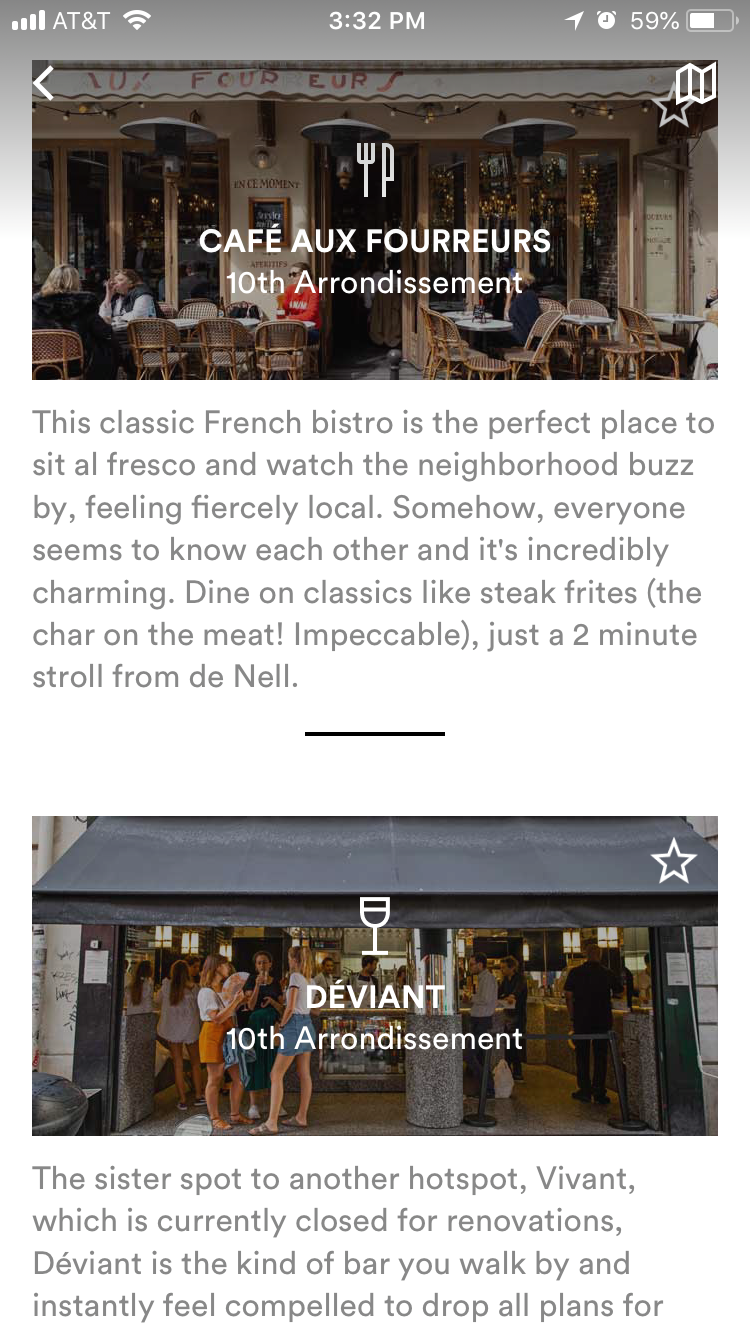 AT&T 3:32 PM 59%
AUX FOURREURS
EN CE MOMENT
CAFÉ AUX FOURREURS
APERITIFS
10th Arrondissement
This classic French bistro is the perfect place to
sit al fresco and watch the neighborhood buzz
by, feeling fiercely local. Somehow, everyone
seems to know each other and it's incredibly
charming. Dine on classics like steak frites (the
char on the meat! Impeccable), just a 2 minute
stroll from de Nell.
DÉVIANT
10th Arrondissement
The sister spot to another hotspot, Vivant,
which is currently closed for renovations,
Déviant is the kind of bar you walk by and
instantly feel compelled to drop all plans for